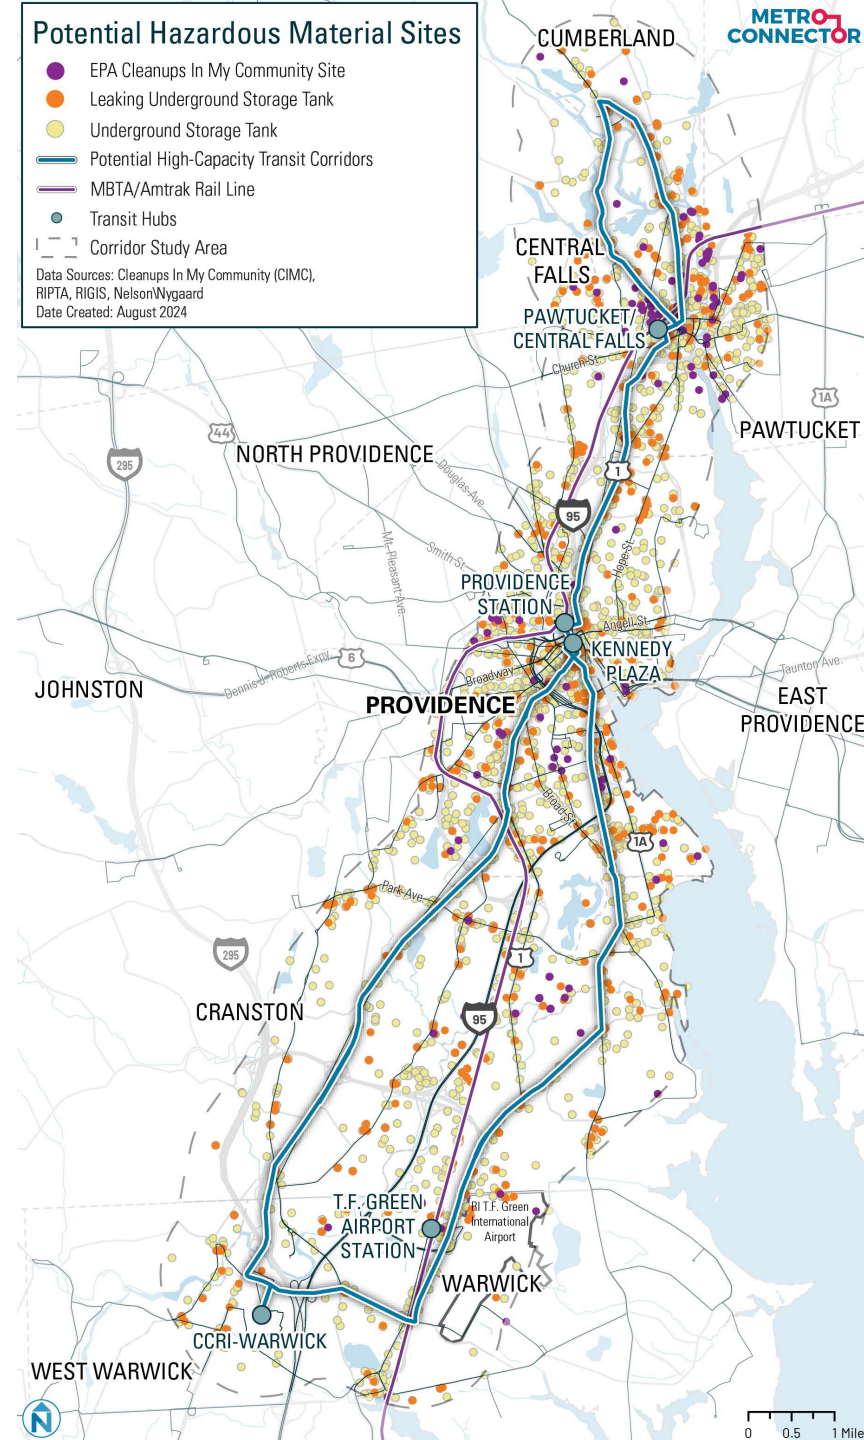 Potential Hazardous Material Sites
EPA Cleanups In My Community Site
Leaking Underground Storage Tank
Underground Storage Tank
Potential High-Capacity Transit Corridors
MBTA/Amtrak Rail Line
Transit Hubs
Corridor Study Area
Data Sources: Cleanups In My Community (CIMC),
RIPTA, RIGIS, Nelson\Nygaard
Date Created: August 2024
METRO
CONNECTOR
CUMBERLAND
CENTRAL
FALLS
PAWTUCKET/
CENTRAL FALLS
Church St.
1A
44
PAWTUCKET
NORTH PROVIDENCE
295
Douglas Ave.
1
95
Mt. Pleasant Ave.
Smith St.
Hope St.
PROVIDENCE
STATION
Angell St.
KENNEDY
PLAZA
6
Dennis J. Roberts Expy
Broadway
Taunton Ave.
JOHNSTON
PROVIDENCE
EAST
PROVIDENCE
Broad St.
1A
Park Ave.
295
1
CRANSTON
95
T.F. GREEN
AIRPORT
STATION
RI T.F. Green
International
Airport
WARWICK
CCRI-WARWICK
WEST WARWICK
N
0 0.5 1 Mile